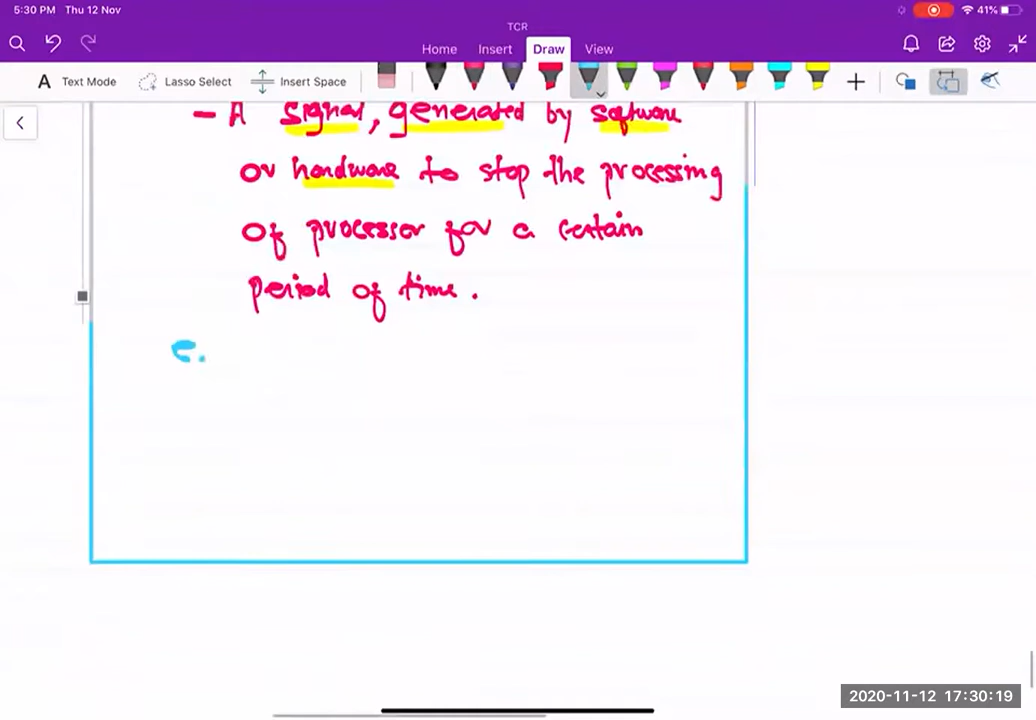 5:30 PM Thu 12 Nov
41%
TCR
Home Insert Draw View
A Text Mode Lasso Select Insert Space
- A signal, generated by software
or hardware to stop the processing
of processor for a certain
period of time.
e.
2020-11-12 17:30:19